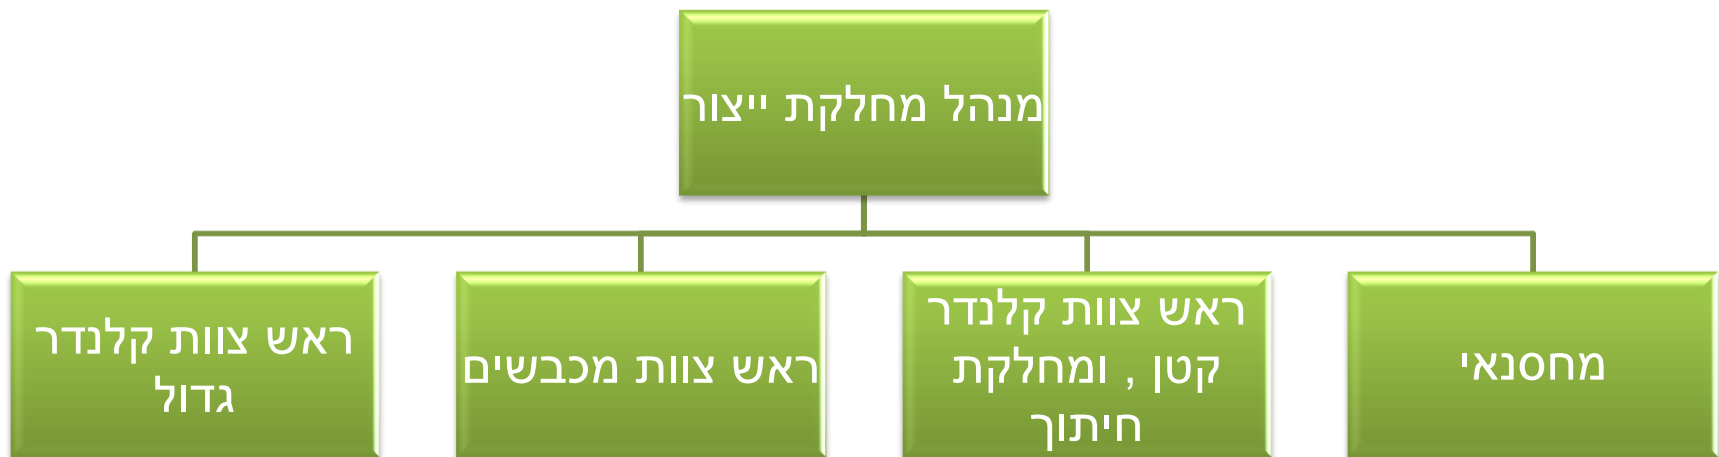 מנהל מחלקת ייצור
מחסנאי
ראש צוות קלנדר
קטן , ומחלקת
חיתוך
ראש צוות מכבשים
ראש צוות קלנדר
גדול